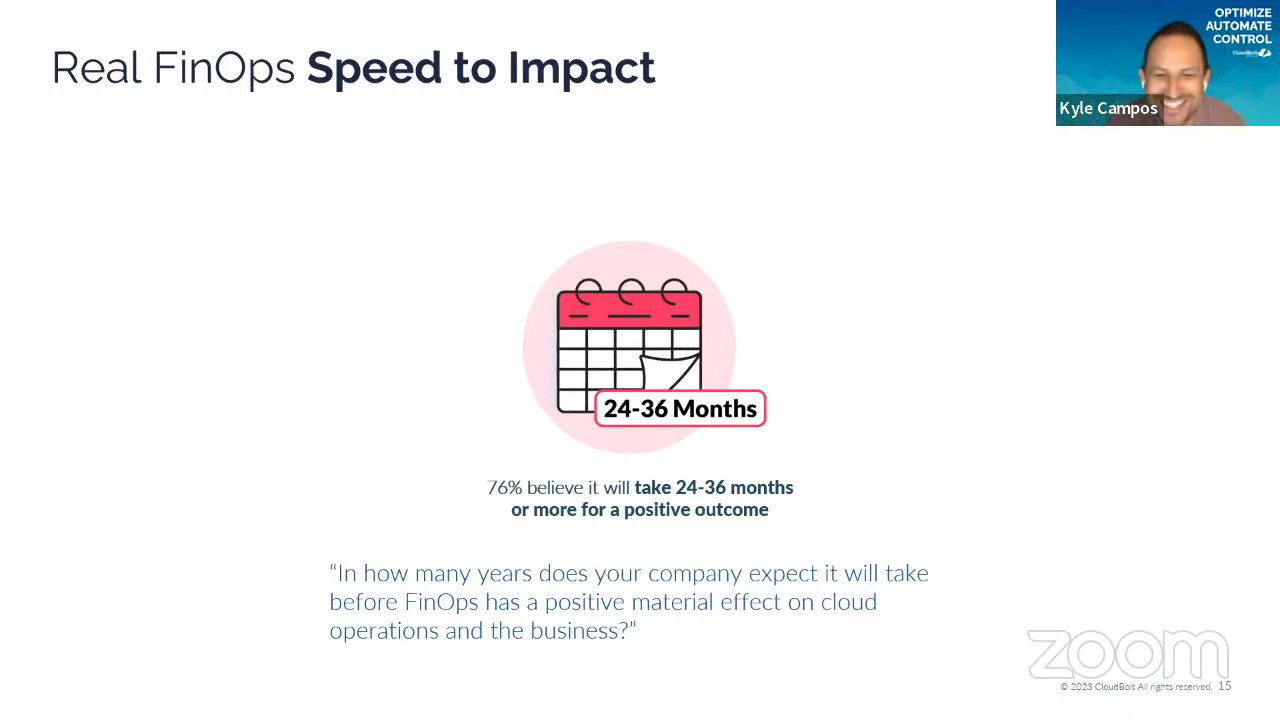 Real FinOps Speed to Impact
OPTIMIZE
AUTOMATE
CONTROL
CloudBolt
Kyle Campos
24-36 Months
76% believe it will take 24-36 months
or more for a positive outcome
“In how many years does your company expect it will take
before FinOps has a positive material effect on cloud
operations and the business?”
zoom
© 2023 CloudBolt All rights reserved. 15